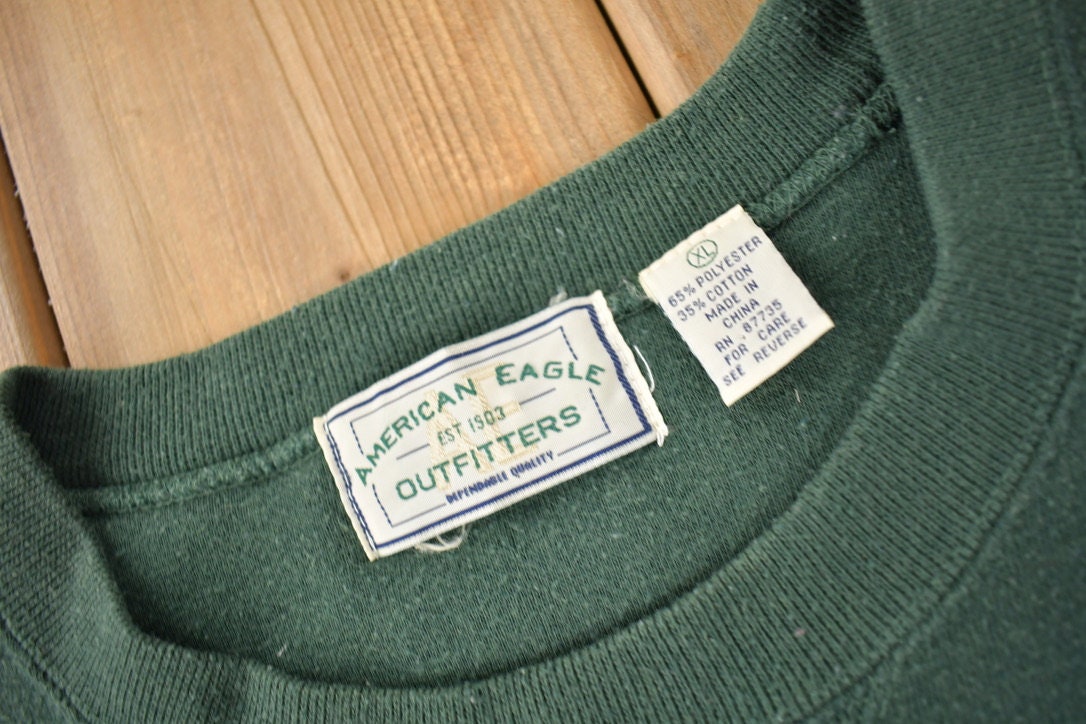 AE
AMERICAN EAGLE
EST 1903
OUTFITTERS
DEPENDABLE QUALITY
XL
65% POLYESTER
35% COTTON
MADE IN
CHINA
RN 87735
FOR CARE
SEE REVERSE